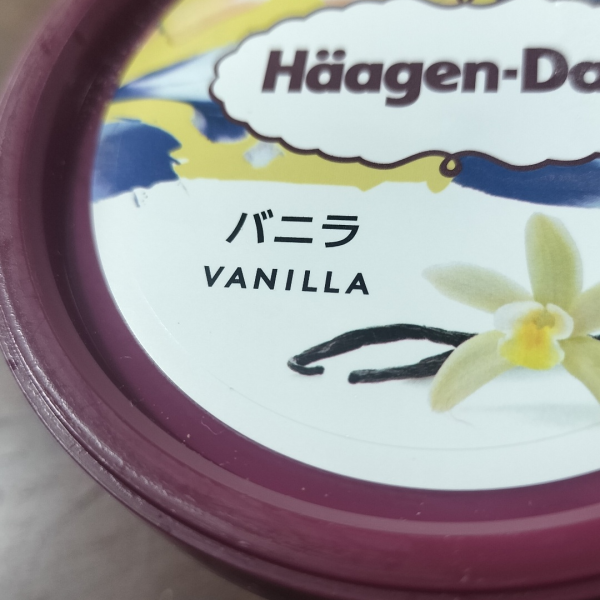 Häagen-Da
バニラ
VANILLA